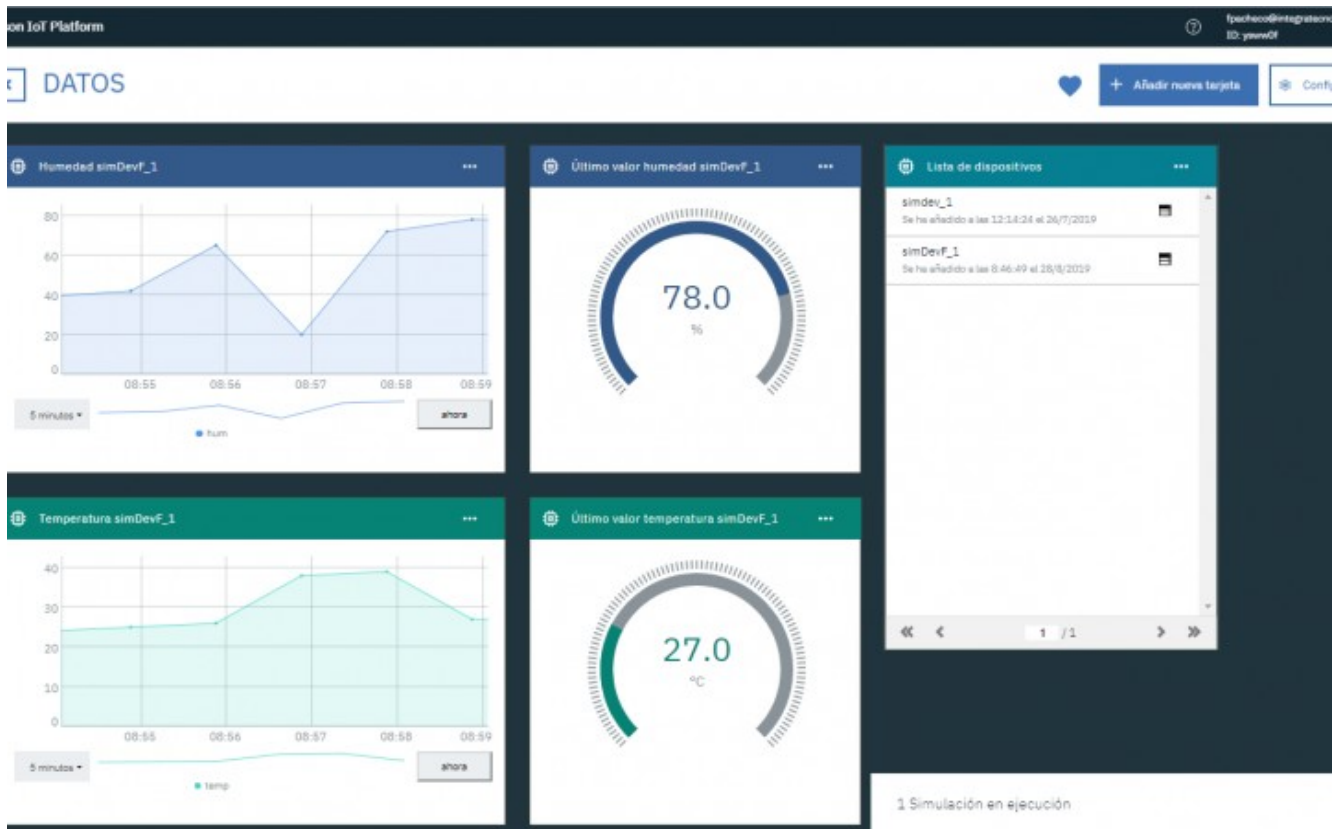 on IoT Platform
fpacheco@integratecno
ID:
DATOS
+ Añadir nueva tarjeta
Confi
Humedad simDevF_1
80
60
40
20
0
08:55 08:56 08:57 08:58 08:59
5 minutos
ahora
hum
Último valor humedad simDevF_1
78.0
%
Lista de dispositivos
simdev_1
Se ha añadido a las 12:14:24 el 26/7/2019
simDevF_1
Se ha añadido a las 8:46:49 el 28/8/2019
1 / 1
Temperatura simDevF_1
40
30
20
10
0
08:55 08:56 08:57 08:58 08:59
5 minutos
ahora
temp
Último valor temperatura simDevF_1
27.0
°C
1 Simulación en ejecución